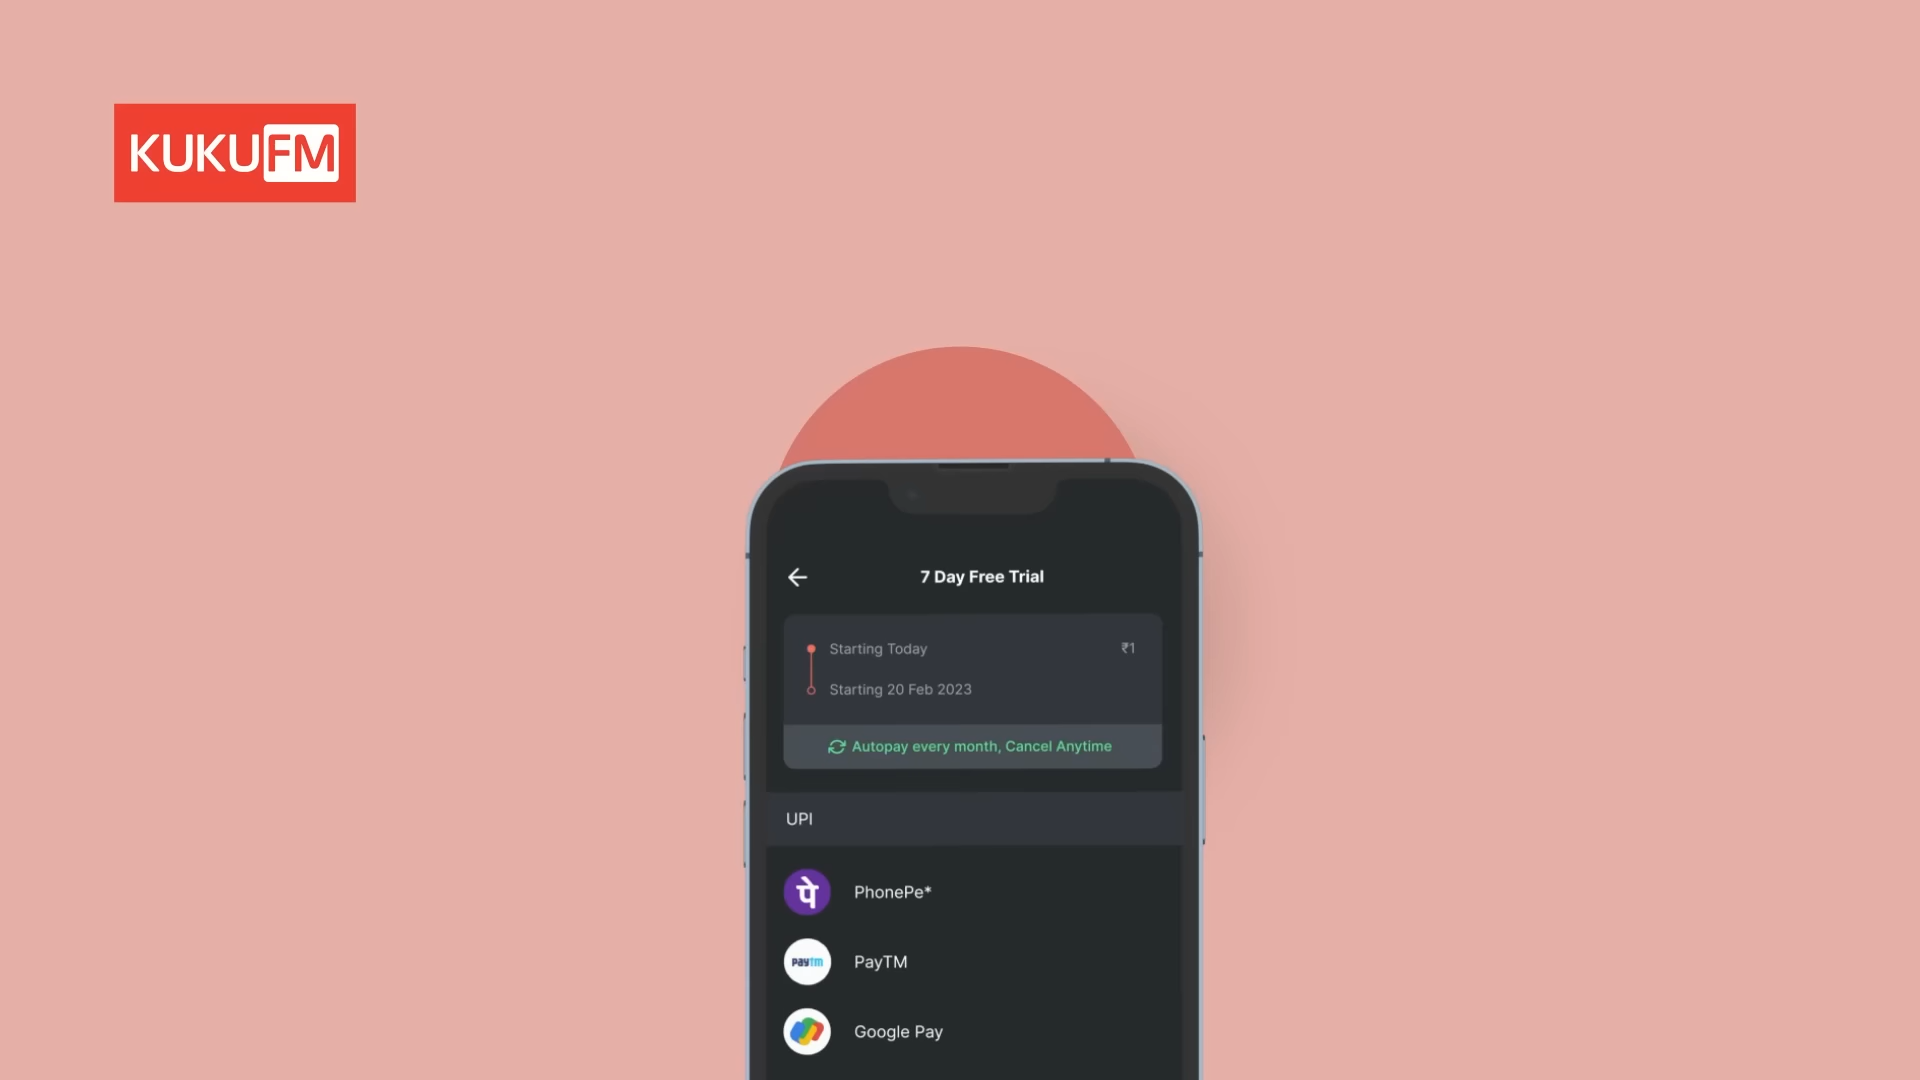 KUKUFM
7 Day Free Trial
Starting Today ₹1
Starting 20 Feb 2023
Autopay every month, Cancel Anytime
UPI
पे
PhonePe*
paytm
PayTM
Google Pay